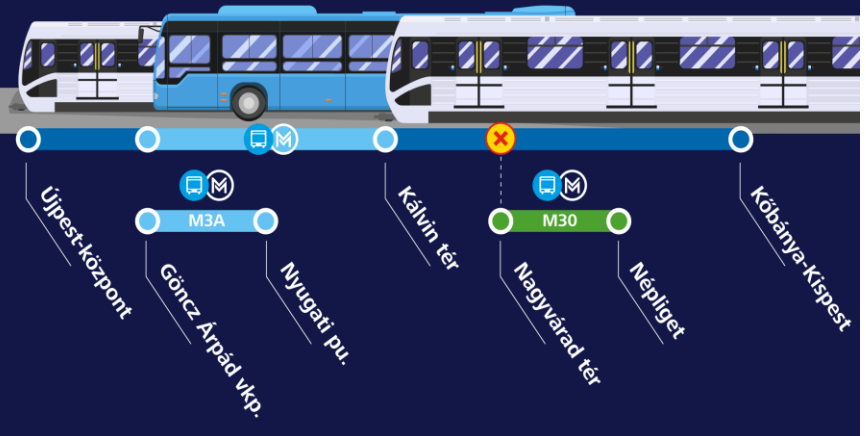 M3A
M30
Újpest-központ
Göncz Árpád vkp.
Nyugati pu.
Kálvin tér
Nagyvárad tér
Népliget
Kőbánya-Kispest